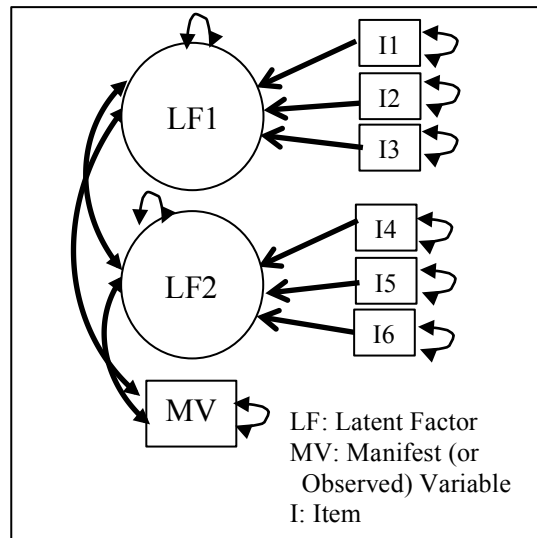 LF1
I1
I2
I3
LF2
I4
I5
I6
MV
LF: Latent Factor
MV: Manifest (or
Observed) Variable
I: Item